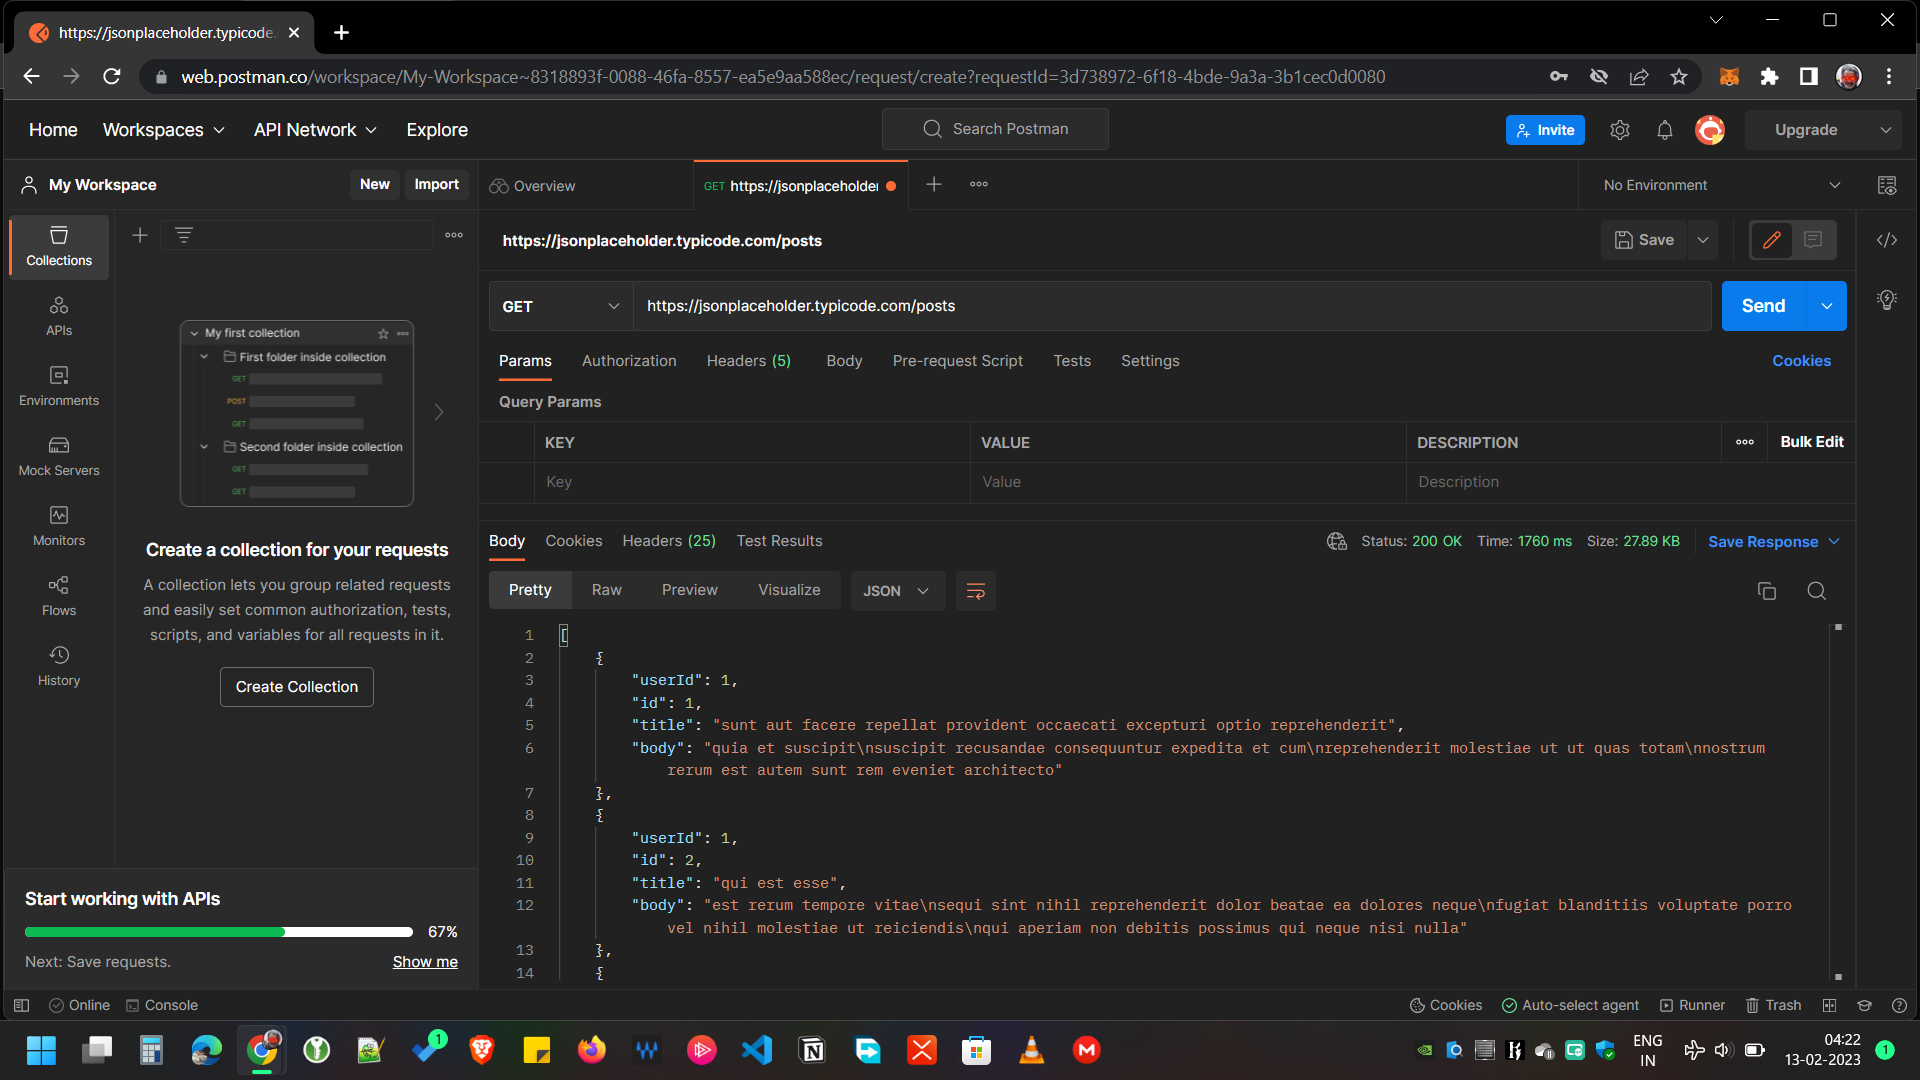 https://jsonplaceholder.typicode.
web.postman.co/workspace/My-Workspace~8318893f-0088-46fa-8557-ea5e9aa588ec/request/create?requestId=3d738972-6f18-4bde-9a3a-3b1cec0d0080
Home Workspaces API Network Explore Search Postman Invite Upgrade
My Workspace New Import Overview GET https://jsonplaceholder No Environment
https://jsonplaceholder.typicode.com/posts Save
Collections
APIs
Environments
Mock Servers
Monitors
Flows
History
My first collection
First folder inside collection
GET
POST
GET
Second folder inside collection
GET
GET
Create a collection for your requests
A collection lets you group related requests
and easily set common authorization, tests,
scripts, and variables for all requests in it.
Create Collection
Start working with APIs
67%
Next: Save requests. Show me
GET https://jsonplaceholder.typicode.com/posts Send
Params Authorization Headers (5) Body Pre-request Script Tests Settings Cookies
Query Params
KEY VALUE DESCRIPTION Bulk Edit
Key Value Description
Body Cookies Headers (25) Test Results Status: 200 OK Time: 1760 ms Size: 27.89 KB Save Response
Pretty Raw Preview Visualize JSON
1 [
2 {
3 "userId": 1,
4 "id": 1,
5 "title": "sunt aut facere repellat provident occaecati excepturi optio reprehenderit",
6 "body": "quia et suscipit\nsuscipit recusandae consequuntur expedita et cum\nreprehenderit molestiae ut ut quas totam\nnostrum
rerum est autem sunt rem eveniet architecto"
7 },
8 {
9 "userId": 1,
10 "id": 2,
11 "title": "qui est esse",
12 "body": "est rerum tempore vitae\nsequi sint nihil reprehenderit dolor beatae ea dolores neque\nfugiat blanditiis voluptate porro
vel nihil molestiae ut reiciendis\nqui aperiam non debitis possimus qui neque nisi nulla"
13 },
14 {
Online Console Cookies Auto-select agent Runner Trash
1 ENG
IN
04:22
13-02-2023
1